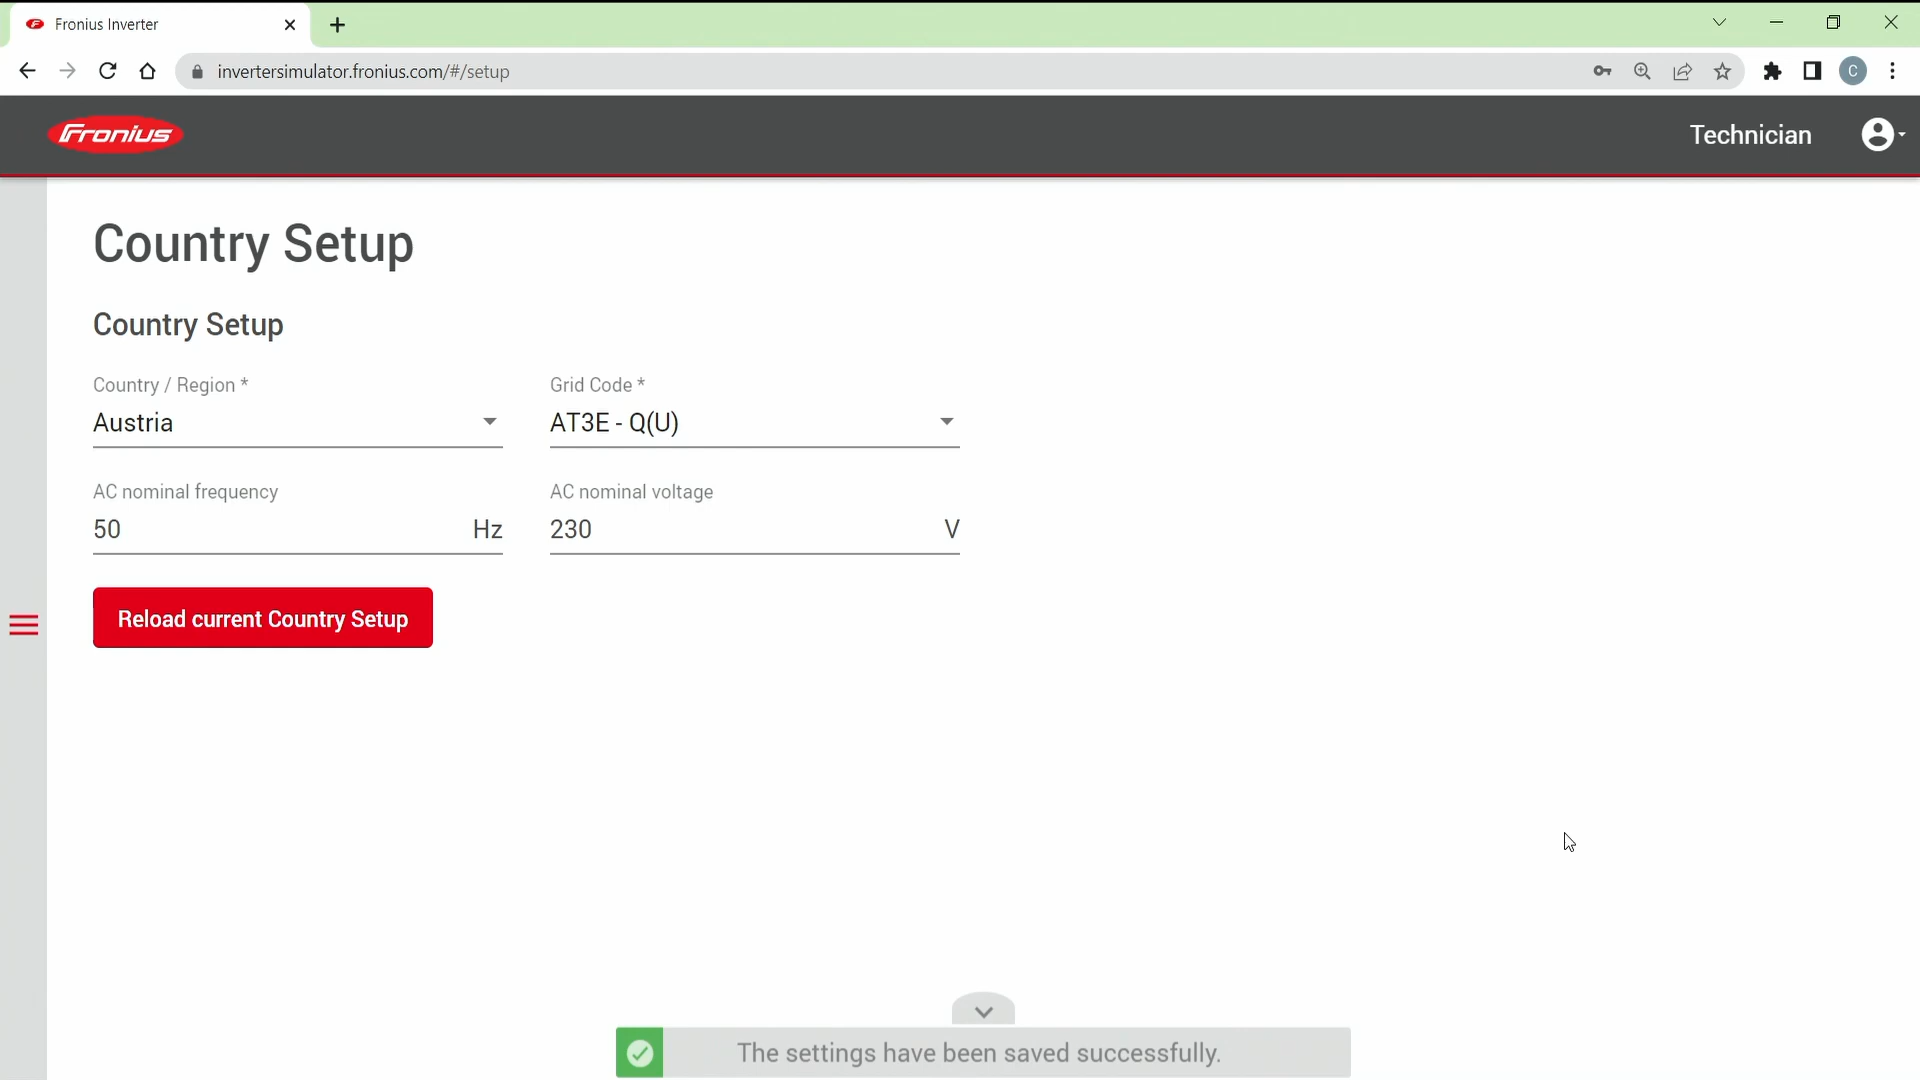 Fronius Inverter
invertersimulator.fronius.com/#/setup
C
Fronius
Technician
Country Setup
Country Setup
Country / Region *
Grid Code *
Austria
AT3E - Q(U)
AC nominal frequency
AC nominal voltage
50 Hz
230 V
Reload current Country Setup
The settings have been saved successfully.